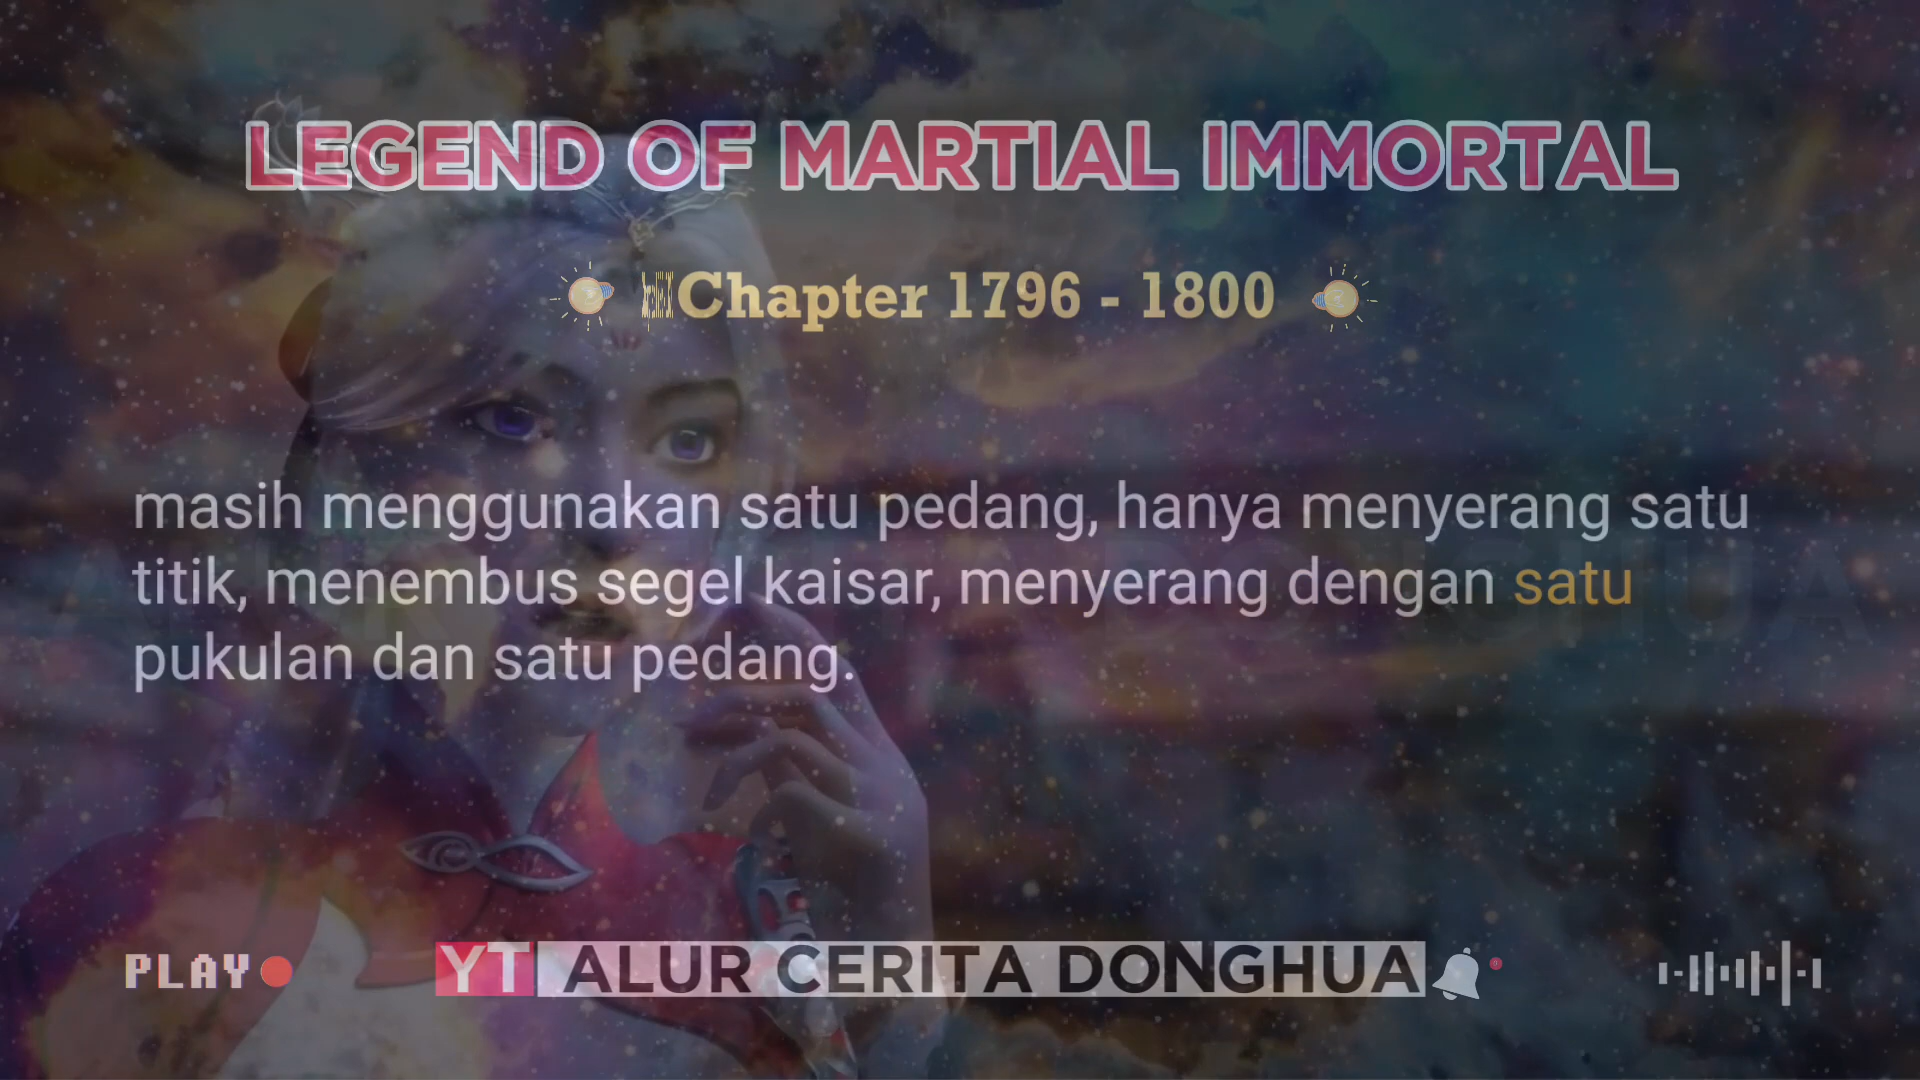 LEGEND OF MARTIAL IMMORTAL
Chapter 1796 - 1800
masih menggunakan satu pedang, hanya menyerang satu
titik, menembus segel kaisar, menyerang dengan satu
pukulan dan satu pedang.
PLAY
YT ALUR CERITA DONGHUA